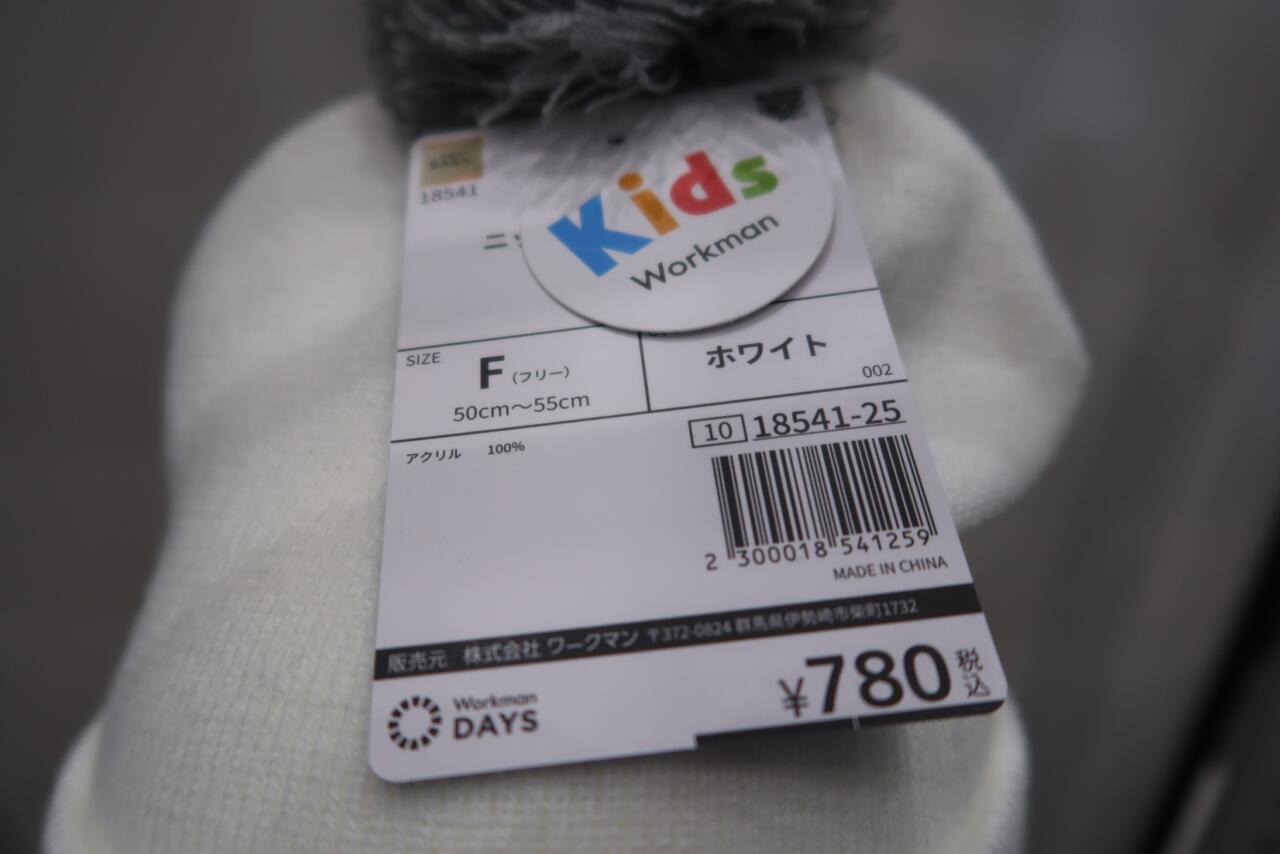 BASIC
18541
Kids
Workman
SIZE
F (フリー)
50cm～55cm
ホワイト
002
アクリル 100%
10 18541-25
2 300018 541259
MADE IN CHINA
販売元 株式会社 ワークマン 〒372-0824 群馬県伊勢崎市柴町1732
Workman
DAYS
¥780 税込